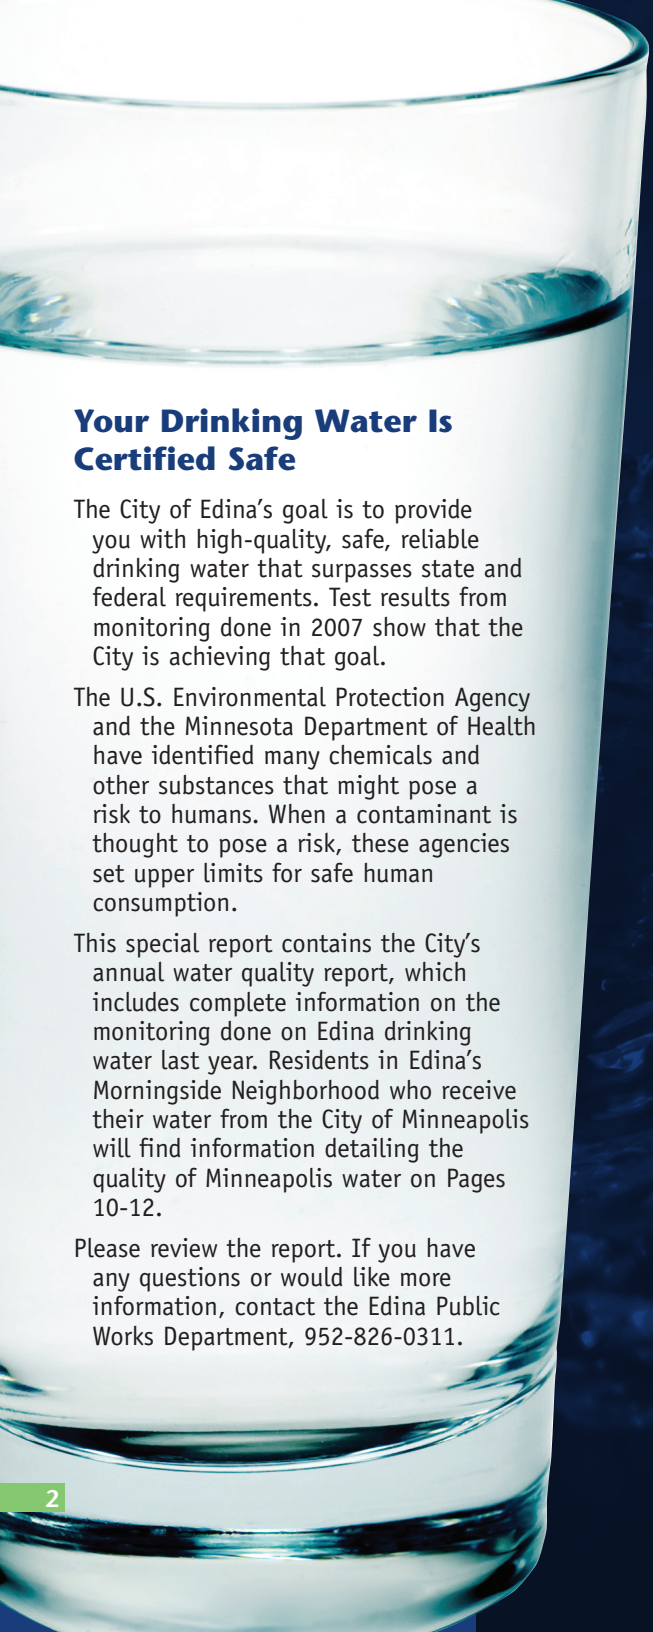 Your Drinking Water Is
Certified Safe
The City of Edina’s goal is to provide
you with high-quality, safe, reliable
drinking water that surpasses state and
federal requirements. Test results from
monitoring done in 2007 show that the
City is achieving that goal.
The U.S. Environmental Protection Agency
and the Minnesota Department of Health
have identified many chemicals and
other substances that might pose a
risk to humans. When a contaminant is
thought to pose a risk, these agencies
set upper limits for safe human
consumption.
This special report contains the City’s
annual water quality report, which
includes complete information on the
monitoring done on Edina drinking
water last year. Residents in Edina’s
Morningside Neighborhood who receive
their water from the City of Minneapolis
will find information detailing the
quality of Minneapolis water on Pages
10-12.
Please review the report. If you have
any questions or would like more
information, contact the Edina Public
Works Department, 952-826-0311.
2